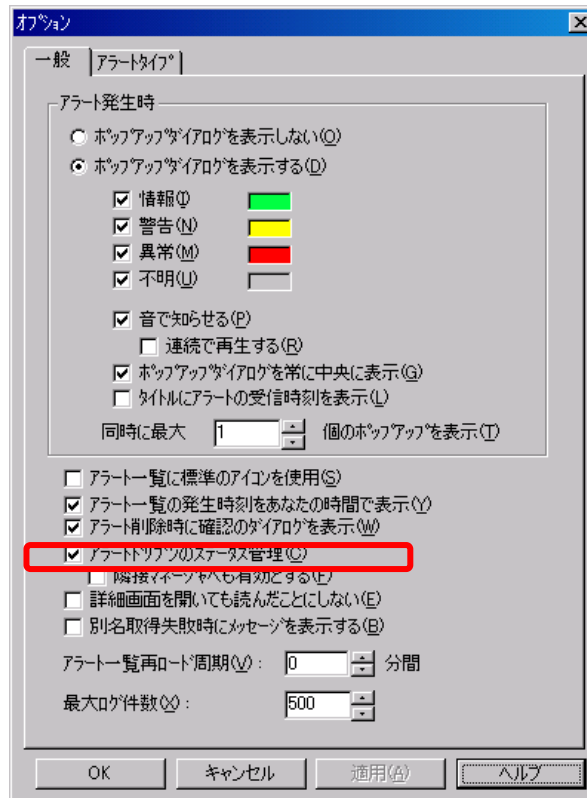 オプション
一般 アラートタイプ
アラート発生時
ポップアップダイアログを表示しない(O)
ポップアップダイアログを表示する(D)
情報(I)
警告(N)
異常(M)
不明(U)
音で知らせる(P)
連続で再生する(R)
ポップアップダイアログを常に中央に表示(G)
タイトルにアラートの受信時刻を表示(L)
同時に最大 1 個のポップアップを表示(T)
アラート一覧に標準のアイコンを使用(S)
アラート一覧の発生時刻をあなたの時間で表示(Y)
アラート削除時に確認のダイアログを表示(W)
アラートドリブンのステータス管理(C)
隣接マネージャへも有効とする(F)
詳細画面を開いても読んだことにしない(E)
別名取得失敗時にメッセージを表示する(B)
アラート一覧再ロード周期(V): 0 分間
最大ログ件数(X): 500
OK キャンセル 適用(A) ヘルプ